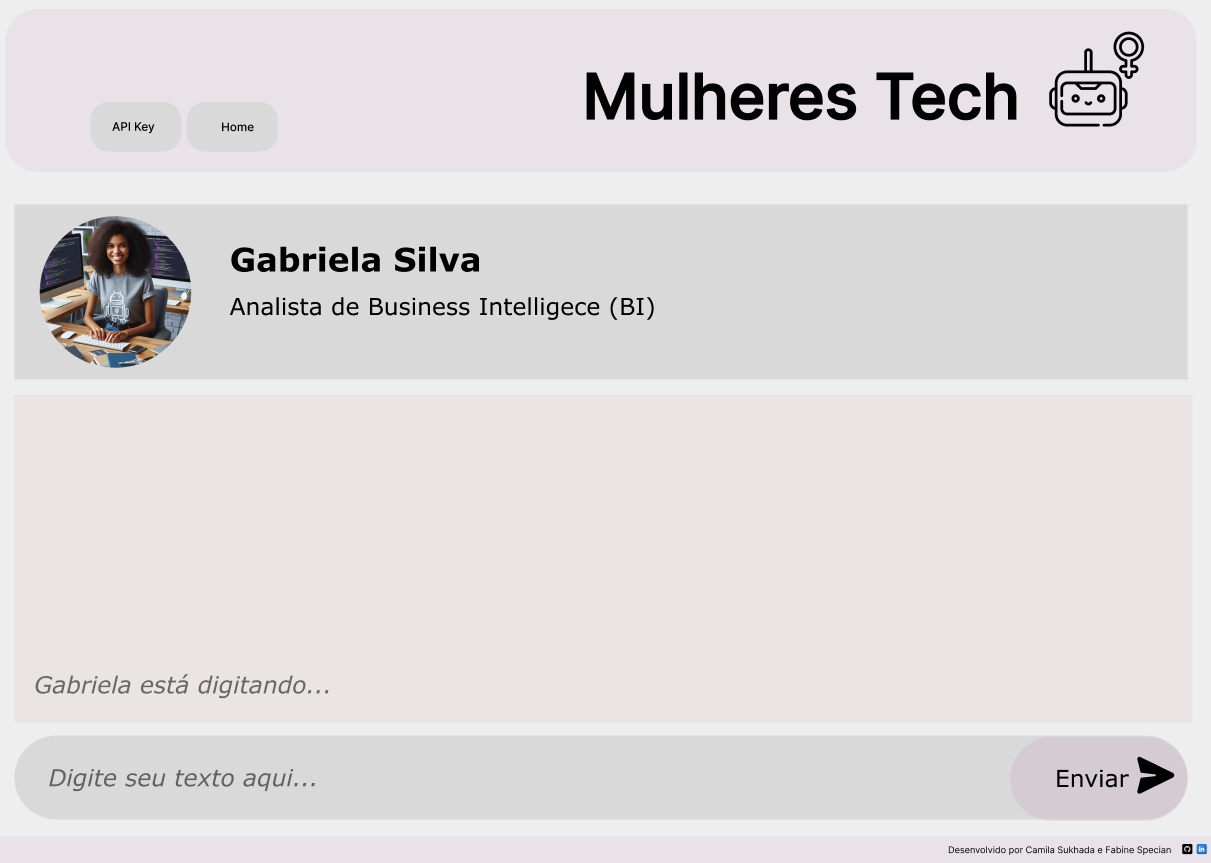 Mulheres Tech
API Key
Home
Gabriela Silva
Analista de Business Intelligece (BI)
Gabriela está digitando...
Digite seu texto aqui...
Enviar
Desenvolvido por Camila Sukhada e Fabine Specian
in